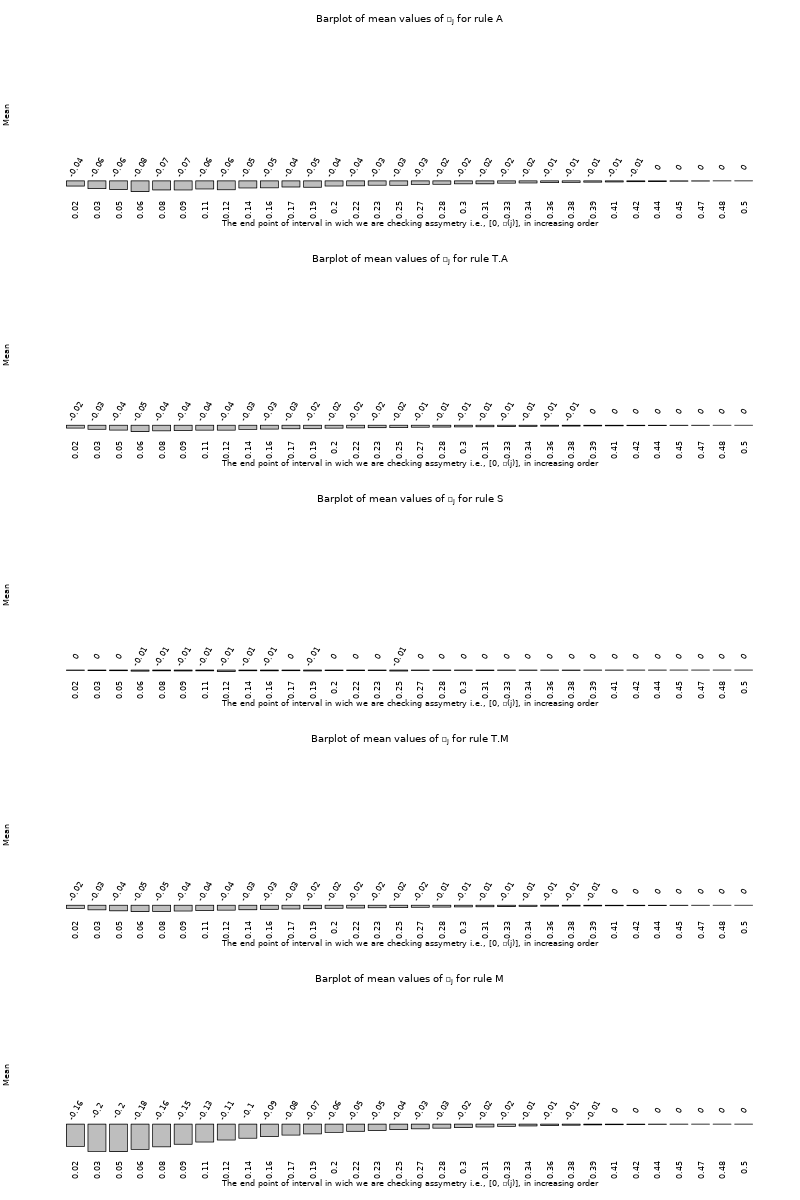 Barplot of mean values of □j for rule A
Mean
-0.04 -0.06 -0.06 -0.08 -0.07 -0.07 -0.06 -0.06 -0.05 -0.05 -0.04 -0.05 -0.04 -0.04 -0.03 -0.03 -0.03 -0.02 -0.02 -0.02 -0.02 -0.02 -0.01 -0.01 -0.01 -0.01 -0.01 0 0 0 0 0
0.02 0.03 0.05 0.06 0.08 0.09 0.11 0.12 0.14 0.16 0.17 0.19 0.2 0.22 0.23 0.25 0.27 0.28 0.3 0.31 0.33 0.34 0.36 0.38 0.39 0.41 0.42 0.44 0.45 0.47 0.48 0.5
The end point of interval in wich we are checking assymetry i.e., [0, □(j)], in increasing order
Barplot of mean values of □j for rule T.A
Mean
-0.02 -0.03 -0.04 -0.05 -0.04 -0.04 -0.04 -0.04 -0.03 -0.03 -0.03 -0.02 -0.02 -0.02 -0.02 -0.02 -0.01 -0.01 -0.01 -0.01 -0.01 -0.01 -0.01 -0.01 0 0 0 0 0 0 0 0
0.02 0.03 0.05 0.06 0.08 0.09 0.11 0.12 0.14 0.16 0.17 0.19 0.2 0.22 0.23 0.25 0.27 0.28 0.3 0.31 0.33 0.34 0.36 0.38 0.39 0.41 0.42 0.44 0.45 0.47 0.48 0.5
The end point of interval in wich we are checking assymetry i.e., [0, □(j)], in increasing order
Barplot of mean values of □j for rule S
Mean
0 0 0 -0.01 -0.01 -0.01 -0.01 -0.01 -0.01 -0.01 0 -0.01 0 0 0 -0.01 0 0 0 0 0 0 0 0 0 0 0 0 0 0 0 0
0.02 0.03 0.05 0.06 0.08 0.09 0.11 0.12 0.14 0.16 0.17 0.19 0.2 0.22 0.23 0.25 0.27 0.28 0.3 0.31 0.33 0.34 0.36 0.38 0.39 0.41 0.42 0.44 0.45 0.47 0.48 0.5
The end point of interval in wich we are checking assymetry i.e., [0, □(j)], in increasing order
Barplot of mean values of □j for rule T.M
Mean
-0.02 -0.03 -0.04 -0.05 -0.05 -0.04 -0.04 -0.04 -0.03 -0.03 -0.03 -0.02 -0.02 -0.02 -0.02 -0.02 -0.02 -0.01 -0.01 -0.01 -0.01 -0.01 -0.01 -0.01 -0.01 0 0 0 0 0 0 0
0.02 0.03 0.05 0.06 0.08 0.09 0.11 0.12 0.14 0.16 0.17 0.19 0.2 0.22 0.23 0.25 0.27 0.28 0.3 0.31 0.33 0.34 0.36 0.38 0.39 0.41 0.42 0.44 0.45 0.47 0.48 0.5
The end point of interval in wich we are checking assymetry i.e., [0, □(j)], in increasing order
Barplot of mean values of □j for rule M
Mean
-0.16 -0.2 -0.2 -0.18 -0.16 -0.15 -0.13 -0.11 -0.1 -0.09 -0.08 -0.07 -0.06 -0.05 -0.05 -0.04 -0.03 -0.03 -0.02 -0.02 -0.02 -0.01 -0.01 -0.01 -0.01 0 0 0 0 0 0 0
0.02 0.03 0.05 0.06 0.08 0.09 0.11 0.12 0.14 0.16 0.17 0.19 0.2 0.22 0.23 0.25 0.27 0.28 0.3 0.31 0.33 0.34 0.36 0.38 0.39 0.41 0.42 0.44 0.45 0.47 0.48 0.5
The end point of interval in wich we are checking assymetry i.e., [0, □(j)], in increasing order